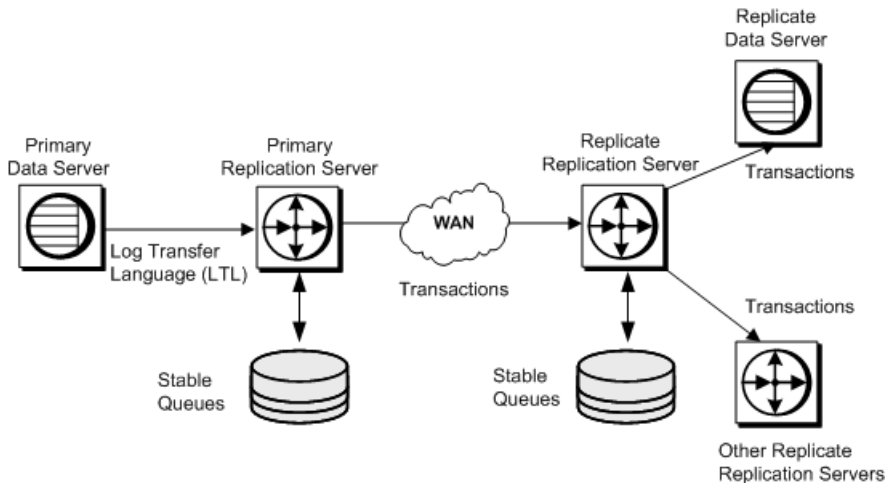 Replicate
Data Server
Primary
Data Server
Primary
Replication Server
Replicate
Replication Server
Transactions
WAN
Log Transfer
Language (LTL)
Transactions
Transactions
Stable
Queues
Stable
Queues
Other Replicate
Replication Servers